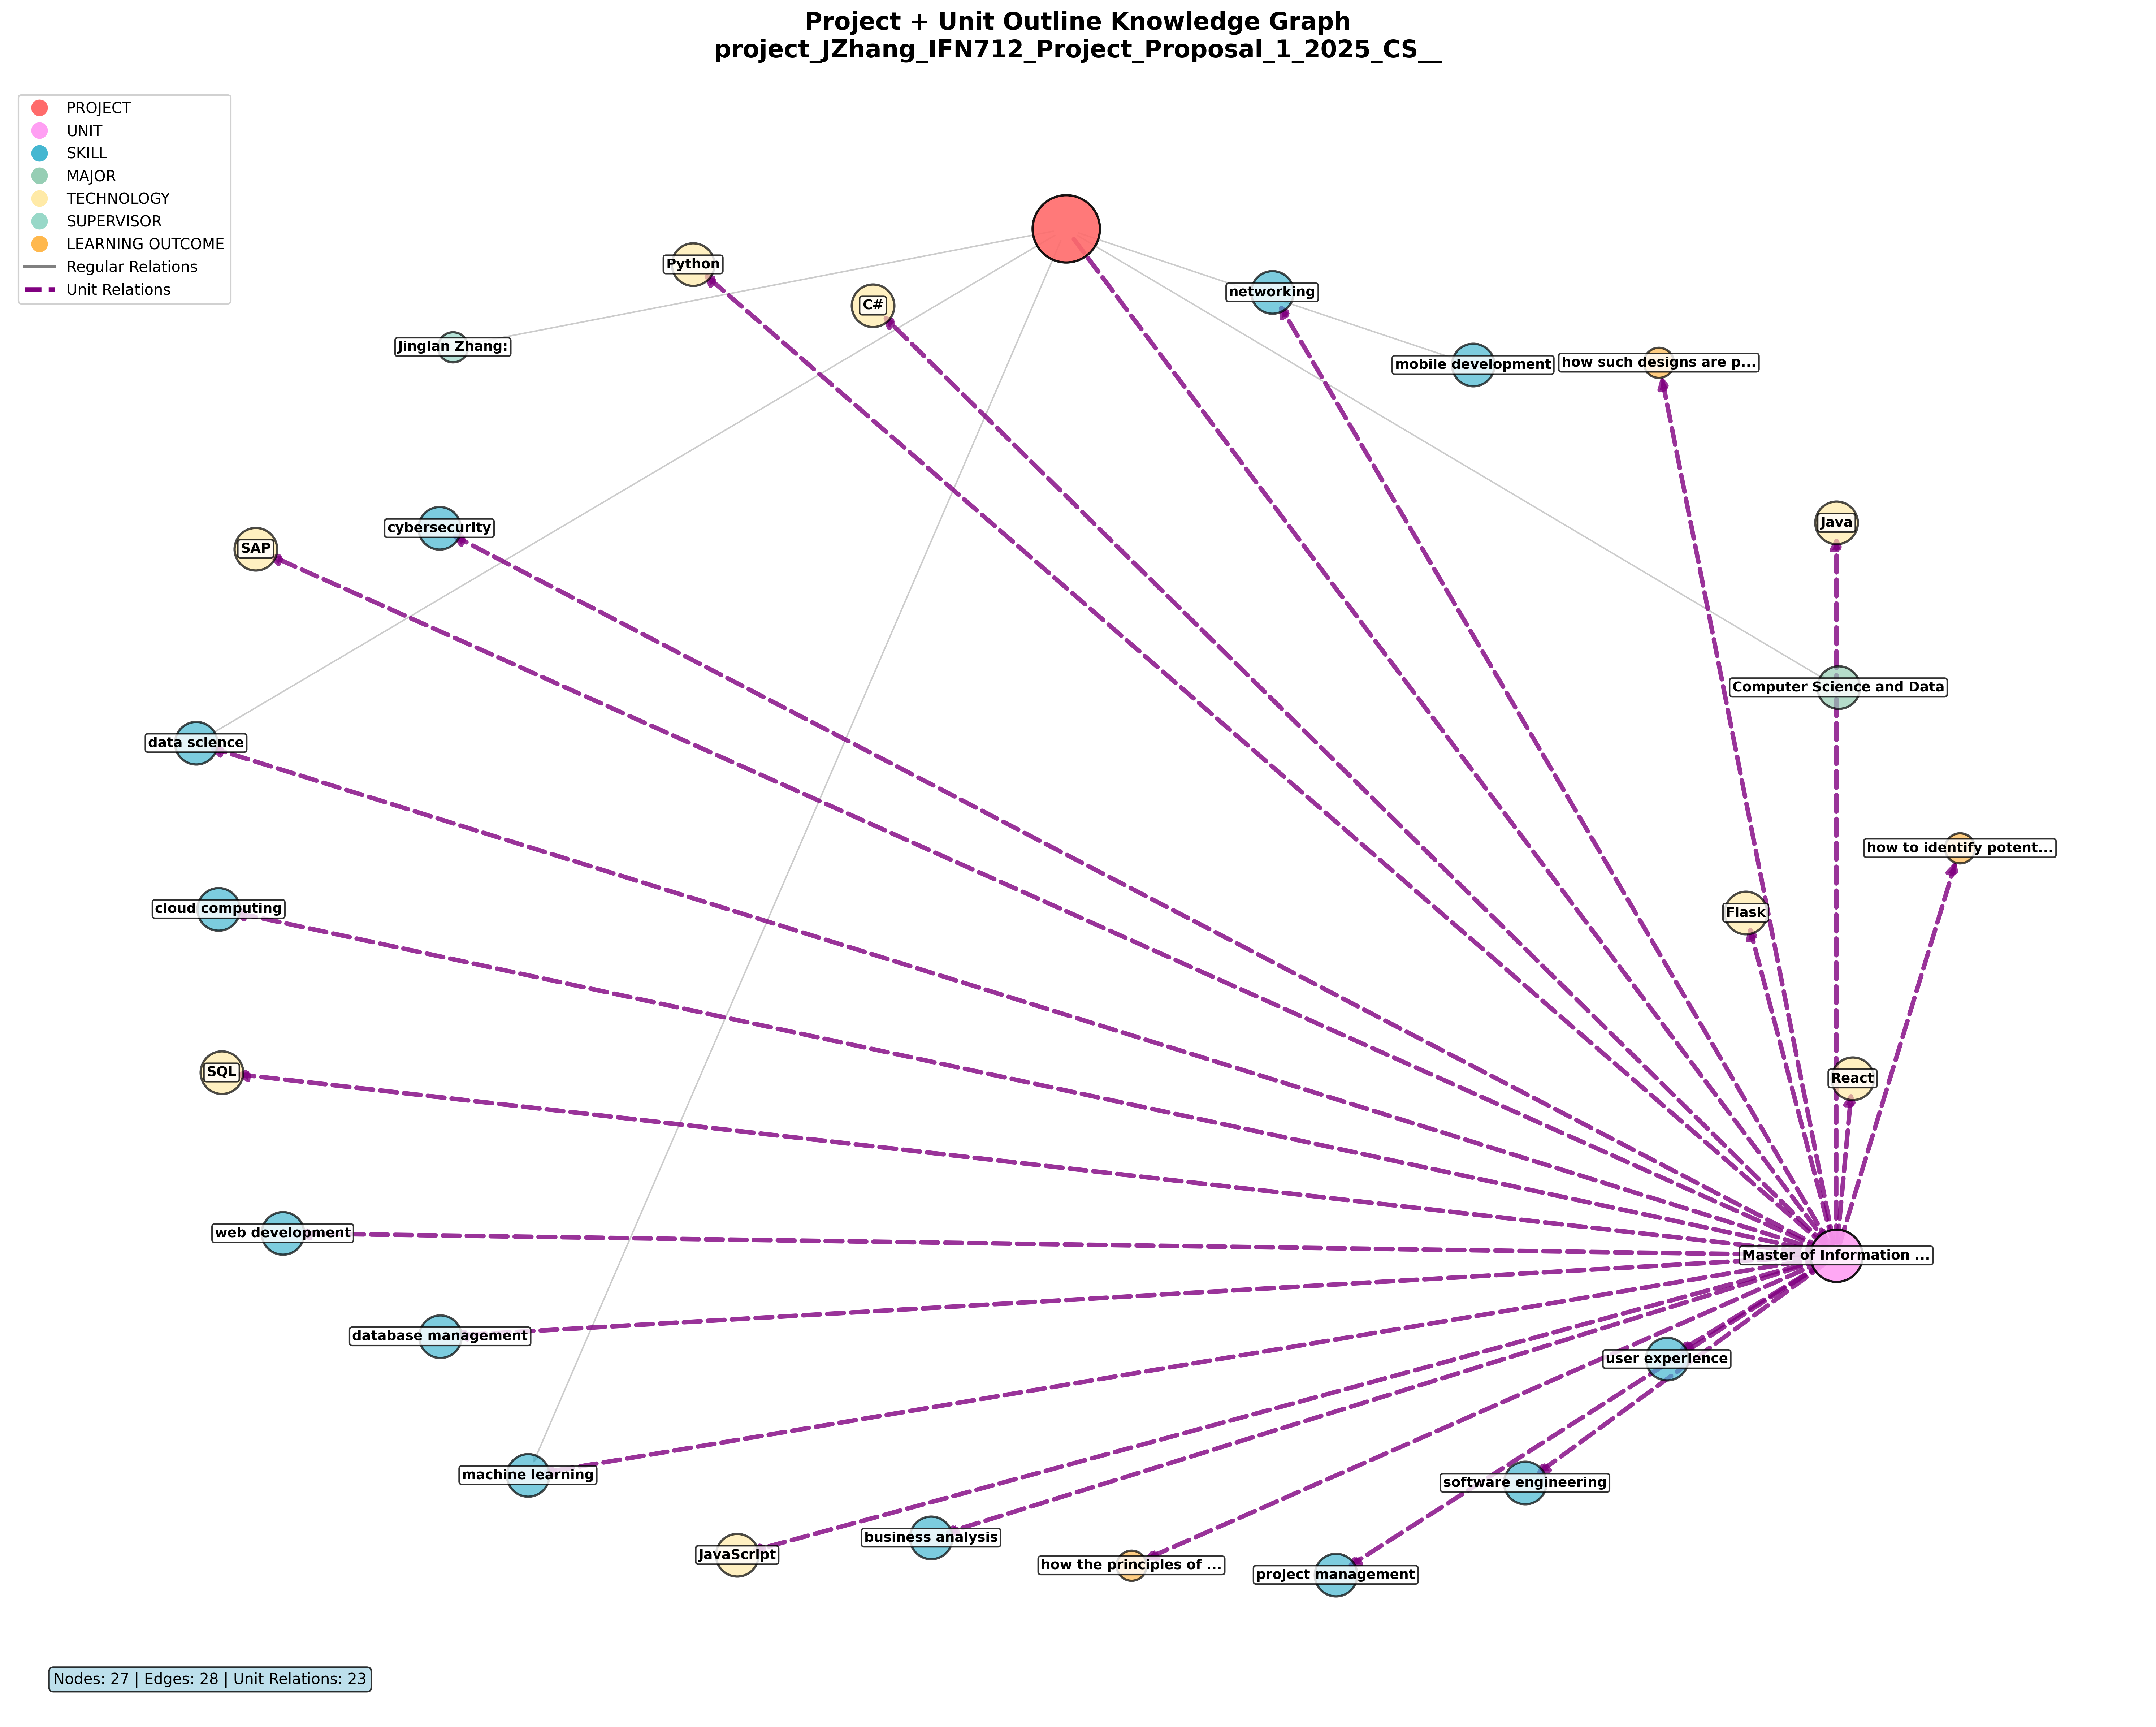 Project + Unit Outline Knowledge Graph
project_JZhang_IFN712_Project_Proposal_1_2025_CS__
PROJECT
UNIT
SKILL
MAJOR
TECHNOLOGY
SUPERVISOR
LEARNING OUTCOME
Regular Relations
Unit Relations
Python
C#
networking
Jinglan Zhang:
mobile development
how such designs are p...
Java
cybersecurity
SAP
Computer Science and Data
data science
how to identify potent...
cloud computing
Flask
SQL
React
web development
Master of Information ...
database management
user experience
machine learning
software engineering
business analysis
JavaScript
how the principles of ...
project management
Nodes: 27 | Edges: 28 | Unit Relations: 23